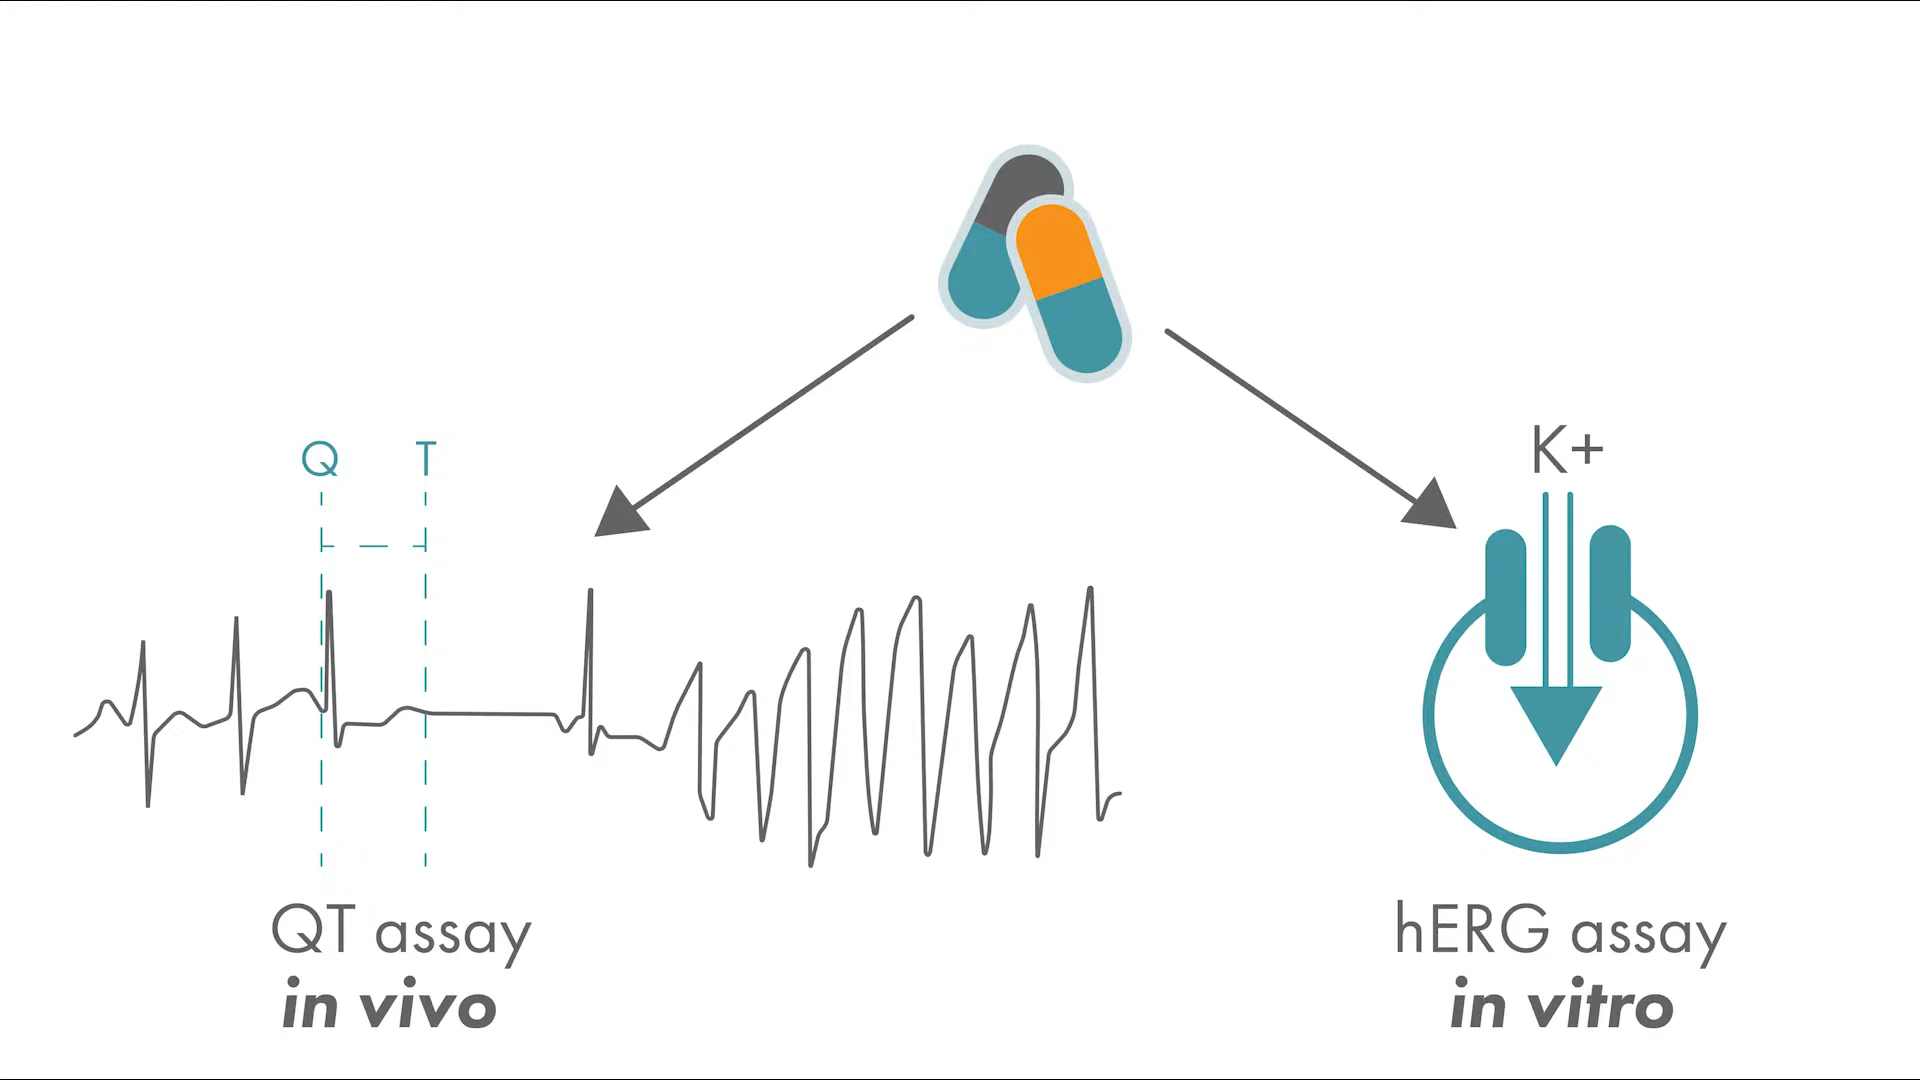 Q T
K+
QT assay
in vivo
hERG assay
in vitro